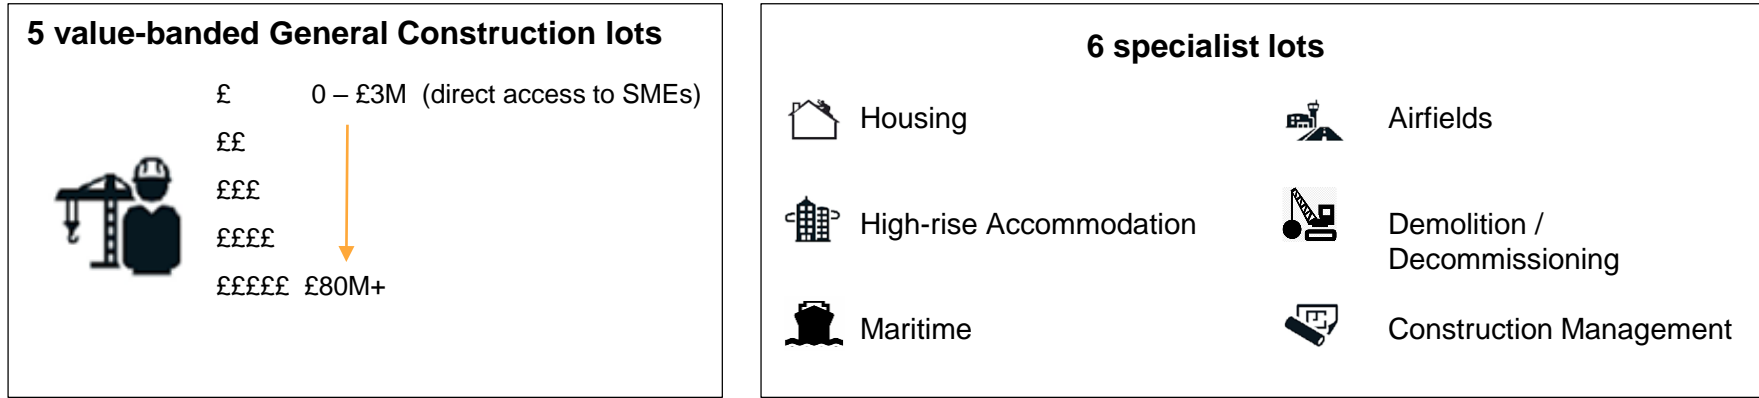 5 value-banded General Construction lots
£ 0 – £3M (direct access to SMEs)
££
£££
££££
£££££ £80M+
6 specialist lots
Housing
Airfields
High-rise Accommodation
Demolition /
Decommissioning
Maritime
Construction Management